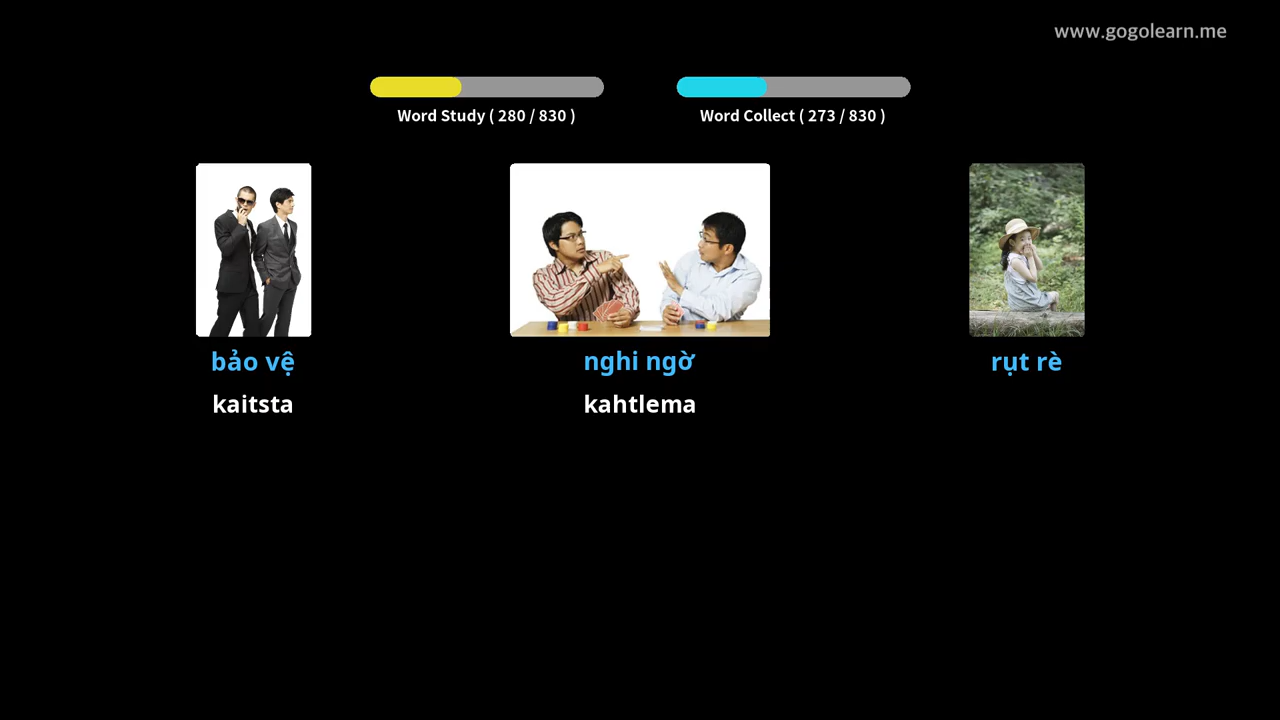 www.gogolearn.me
Word Study ( 280 / 830 )
Word Collect ( 273 / 830 )
bảo vệ
nghi ngờ
rụt rè
kaitsta
kahtlema